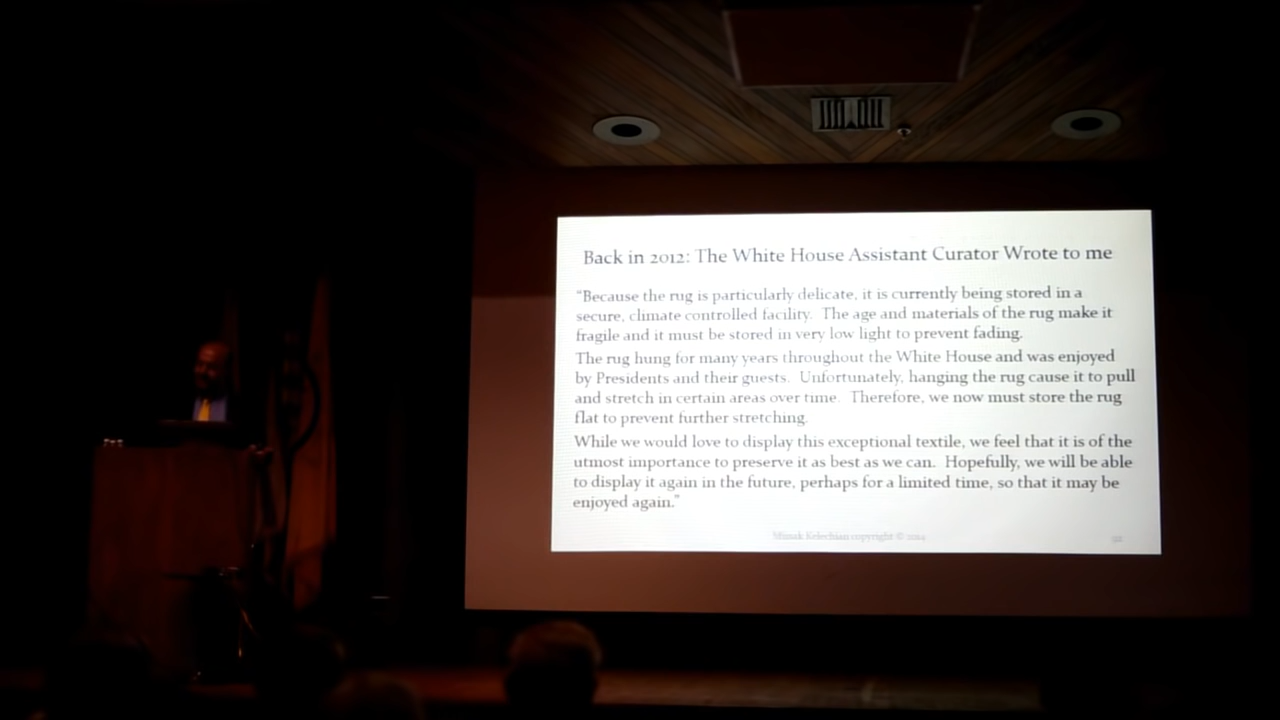 Back in 2012: The White House Assistant Curator Wrote to me
“Because the rug is particularly delicate, it is currently being stored in a
secure, climate controlled facility. The age and materials of the rug make it
fragile and it must be stored in very low light to prevent fading.
The rug hung for many years throughout the White House and was enjoyed
by Presidents and their guests. Unfortunately, hanging the rug cause it to pull
and stretch in certain areas over time. Therefore, we now must store the rug
flat to prevent further stretching.
While we would love to display this exceptional textile, we feel that it is of the
utmost importance to preserve it as best as we can. Hopefully, we will be able
to display it again in the future, perhaps for a limited time, so that it may be
enjoyed again.”
Kelechian copyright ©